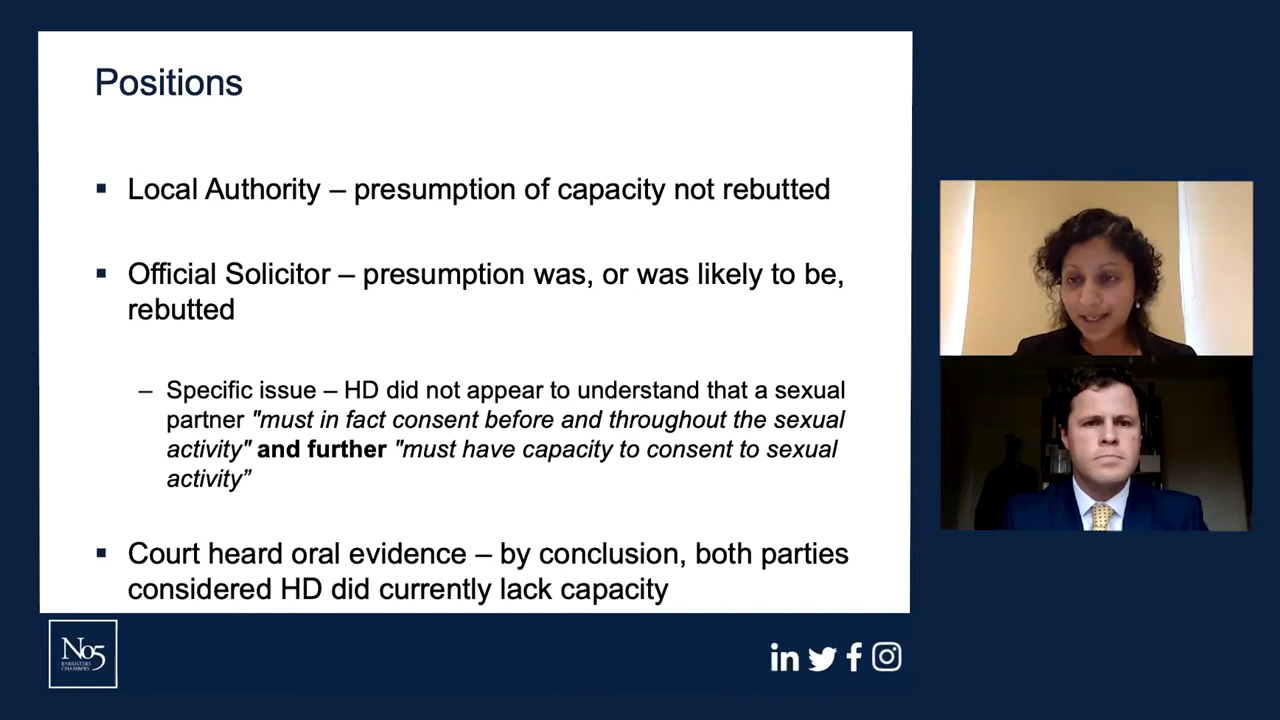 Positions
▪ Local Authority – presumption of capacity not rebutted
▪ Official Solicitor – presumption was, or was likely to be,
rebutted
– Specific issue – HD did not appear to understand that a sexual
partner "must in fact consent before and throughout the sexual
activity" and further "must have capacity to consent to sexual
activity”
▪ Court heard oral evidence – by conclusion, both parties
considered HD did currently lack capacity
No5
BARRISTERS
CHAMBERS